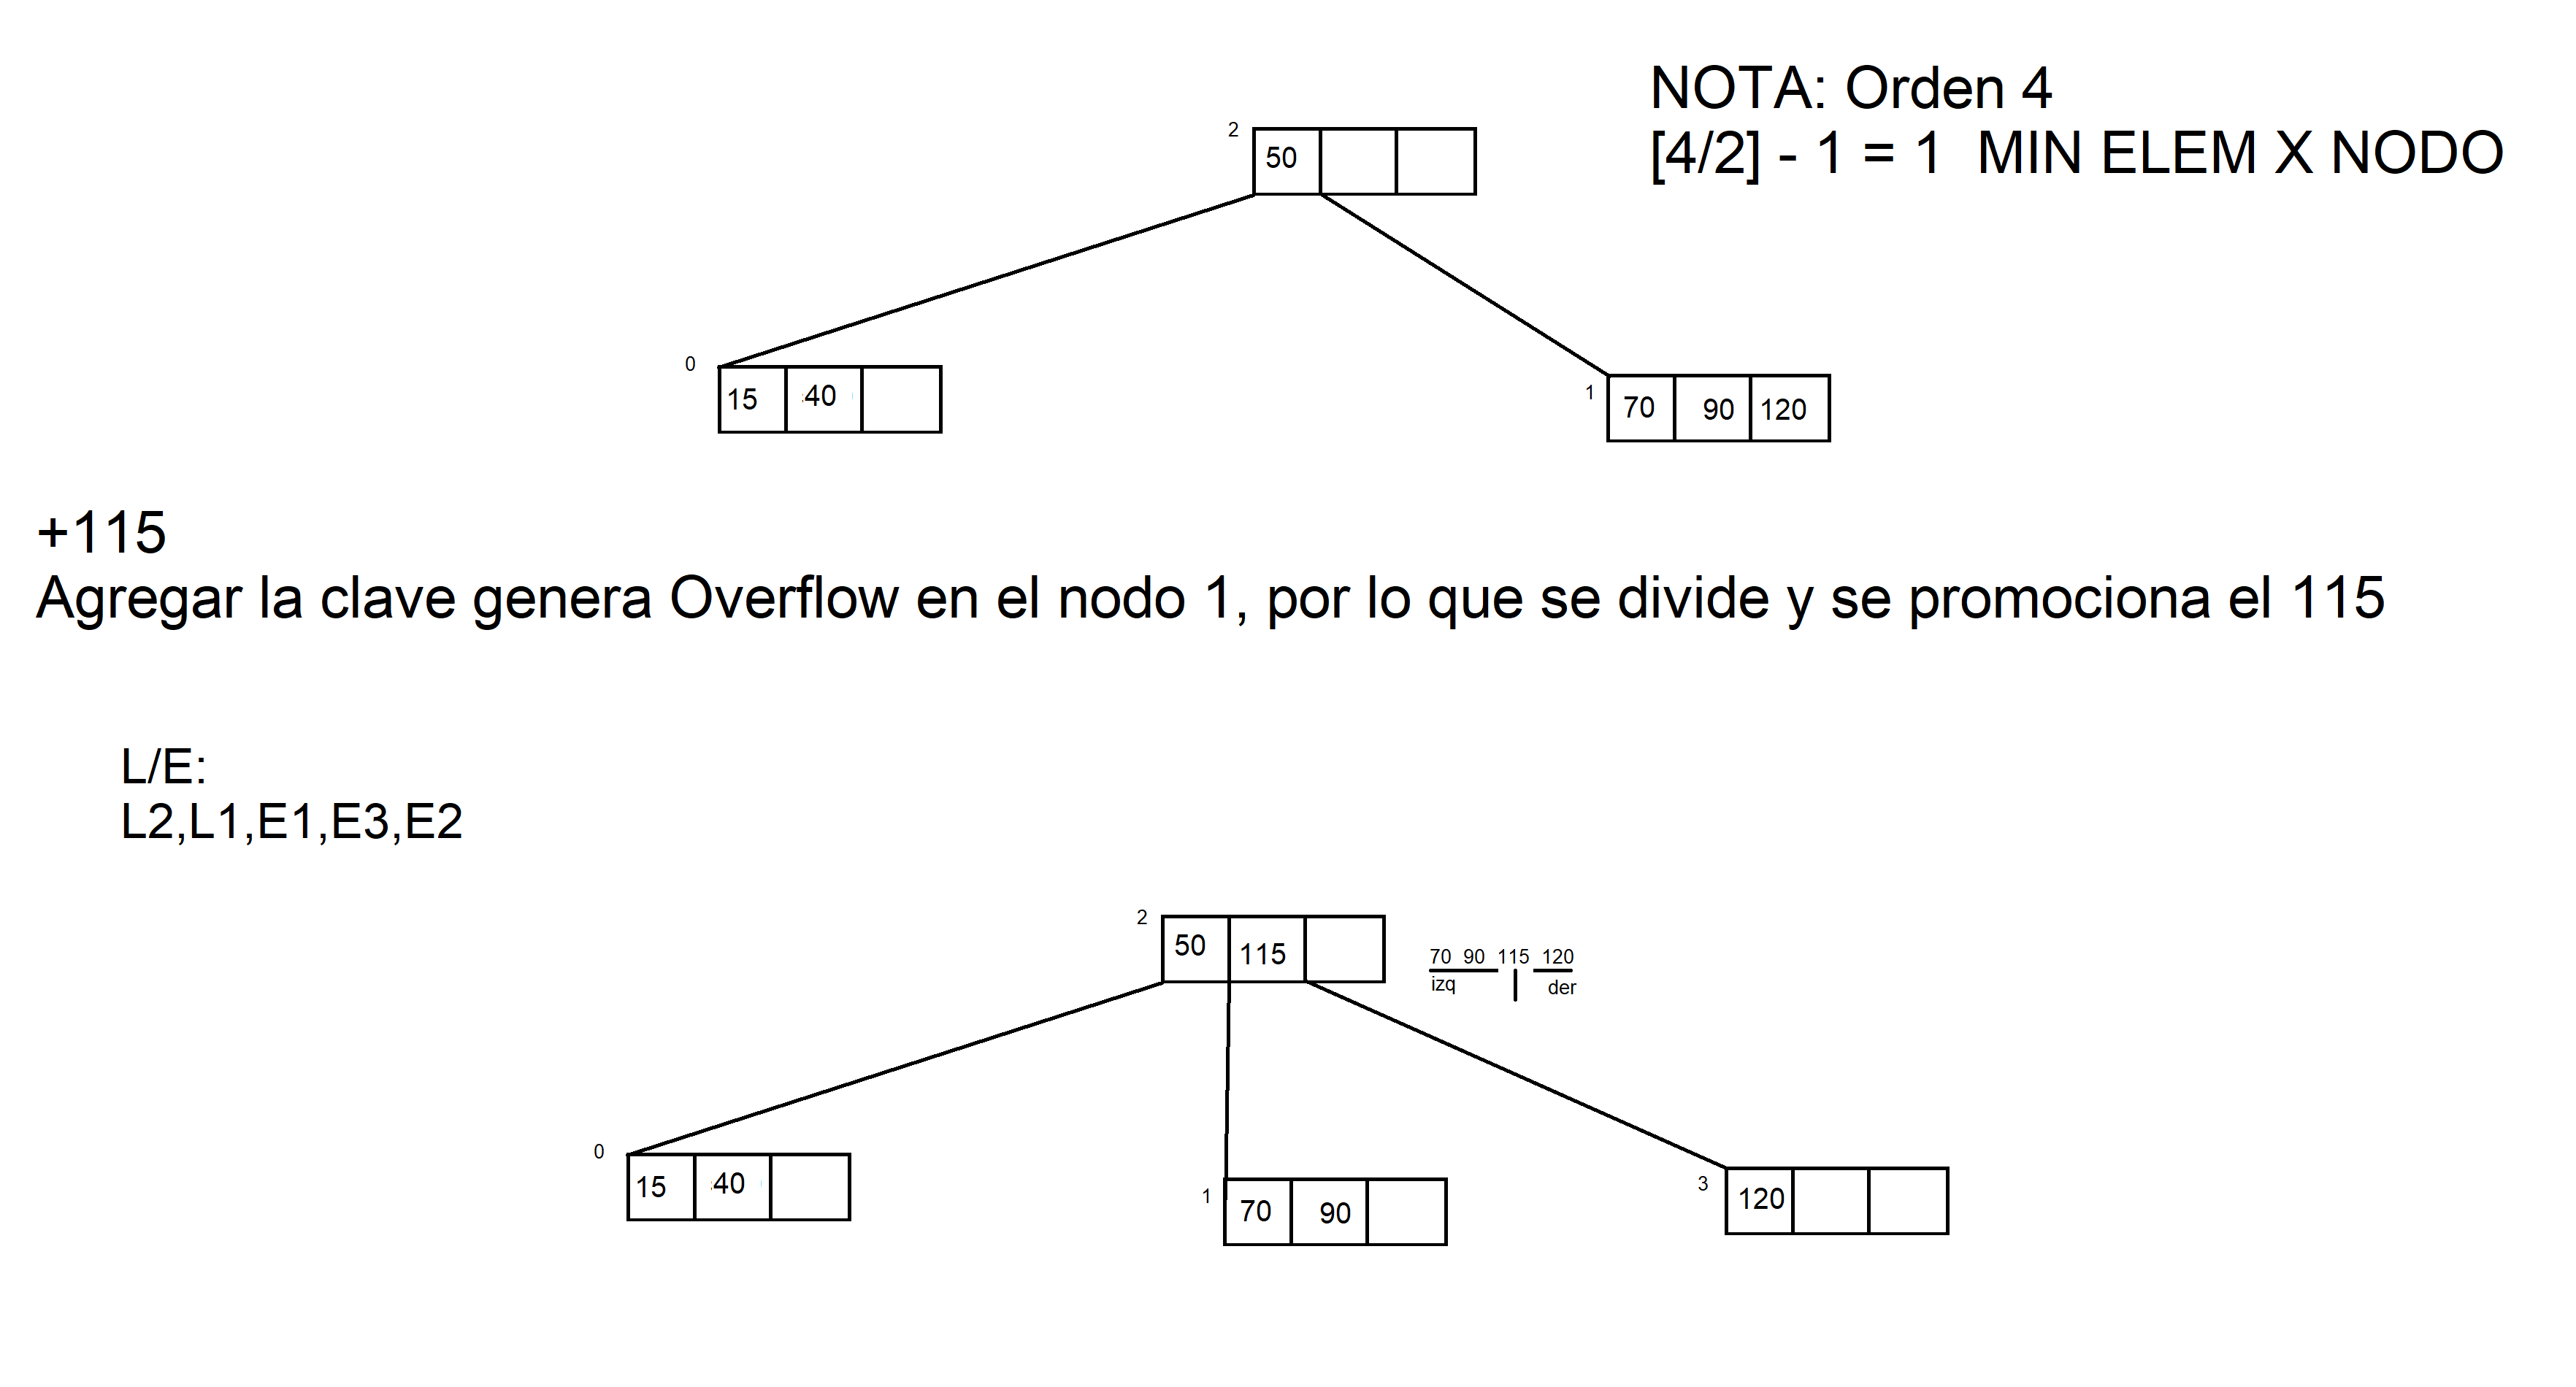 NOTA: Orden 4
[4/2] - 1 = 1 MIN ELEM X NODO
2
50
0
15 40
1
70 90 120
+115
Agregar la clave genera Overflow en el nodo 1, por lo que se divide y se promociona el 115
L/E:
L2,L1,E1,E3,E2
2
50 115
70 90 115 120
izq der
0
15 40
1
70 90
3
120